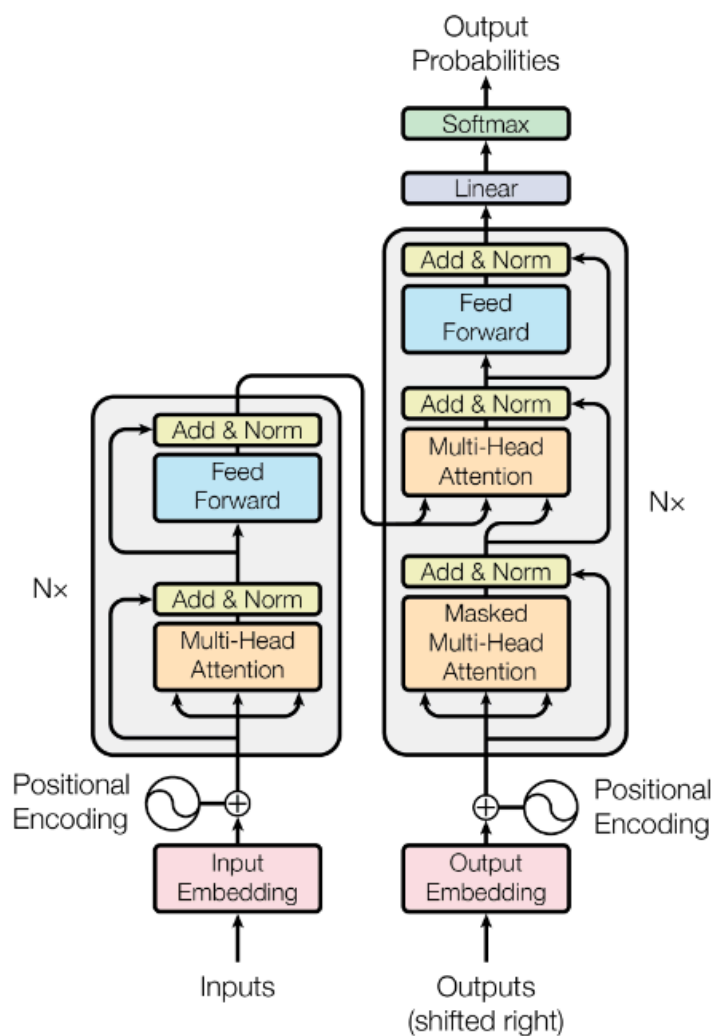 Output
Probabilities
Softmax
Linear
Add & Norm
Feed
Forward
Add & Norm
Multi-Head
Attention
Nx
Add & Norm
Masked
Multi-Head
Attention
Add & Norm
Feed
Forward
Nx
Add & Norm
Multi-Head
Attention
Positional
Encoding
Positional
Encoding
Input
Embedding
Output
Embedding
Inputs
Outputs
(shifted right)